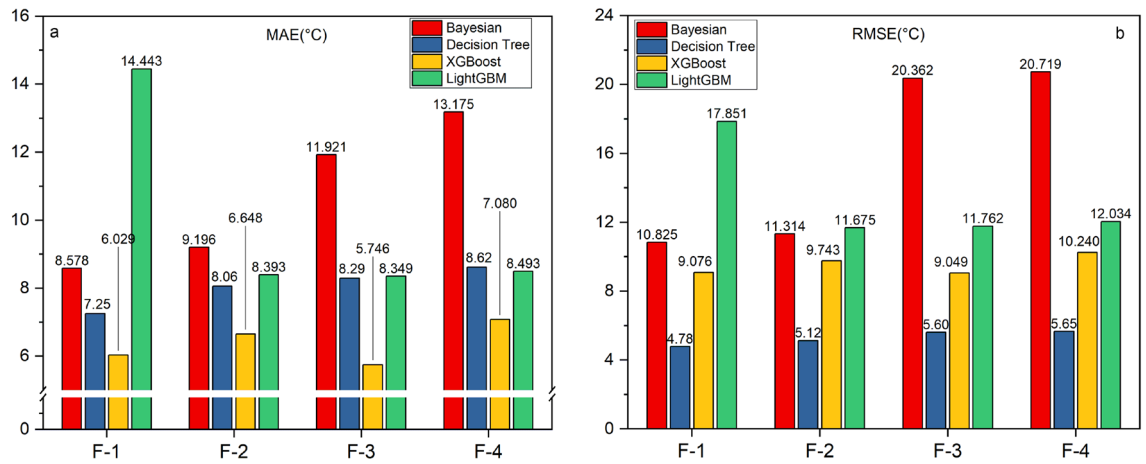 a
MAE(°C)
Bayesian
Decision Tree
XGBoost
LightGBM
16
14
12
10
8
6
0
8.578
7.25
6.029
14.443
9.196
8.06
6.648
8.393
11.921
8.29
5.746
8.349
13.175
8.62
7.080
8.493
F-1
F-2
F-3
F-4
b
RMSE(°C)
Bayesian
Decision Tree
XGBoost
LightGBM
24
20
16
12
8
4
0
10.825
4.78
9.076
17.851
11.314
5.12
9.743
11.675
20.362
5.60
9.049
11.762
20.719
5.65
10.240
12.034
F-1
F-2
F-3
F-4